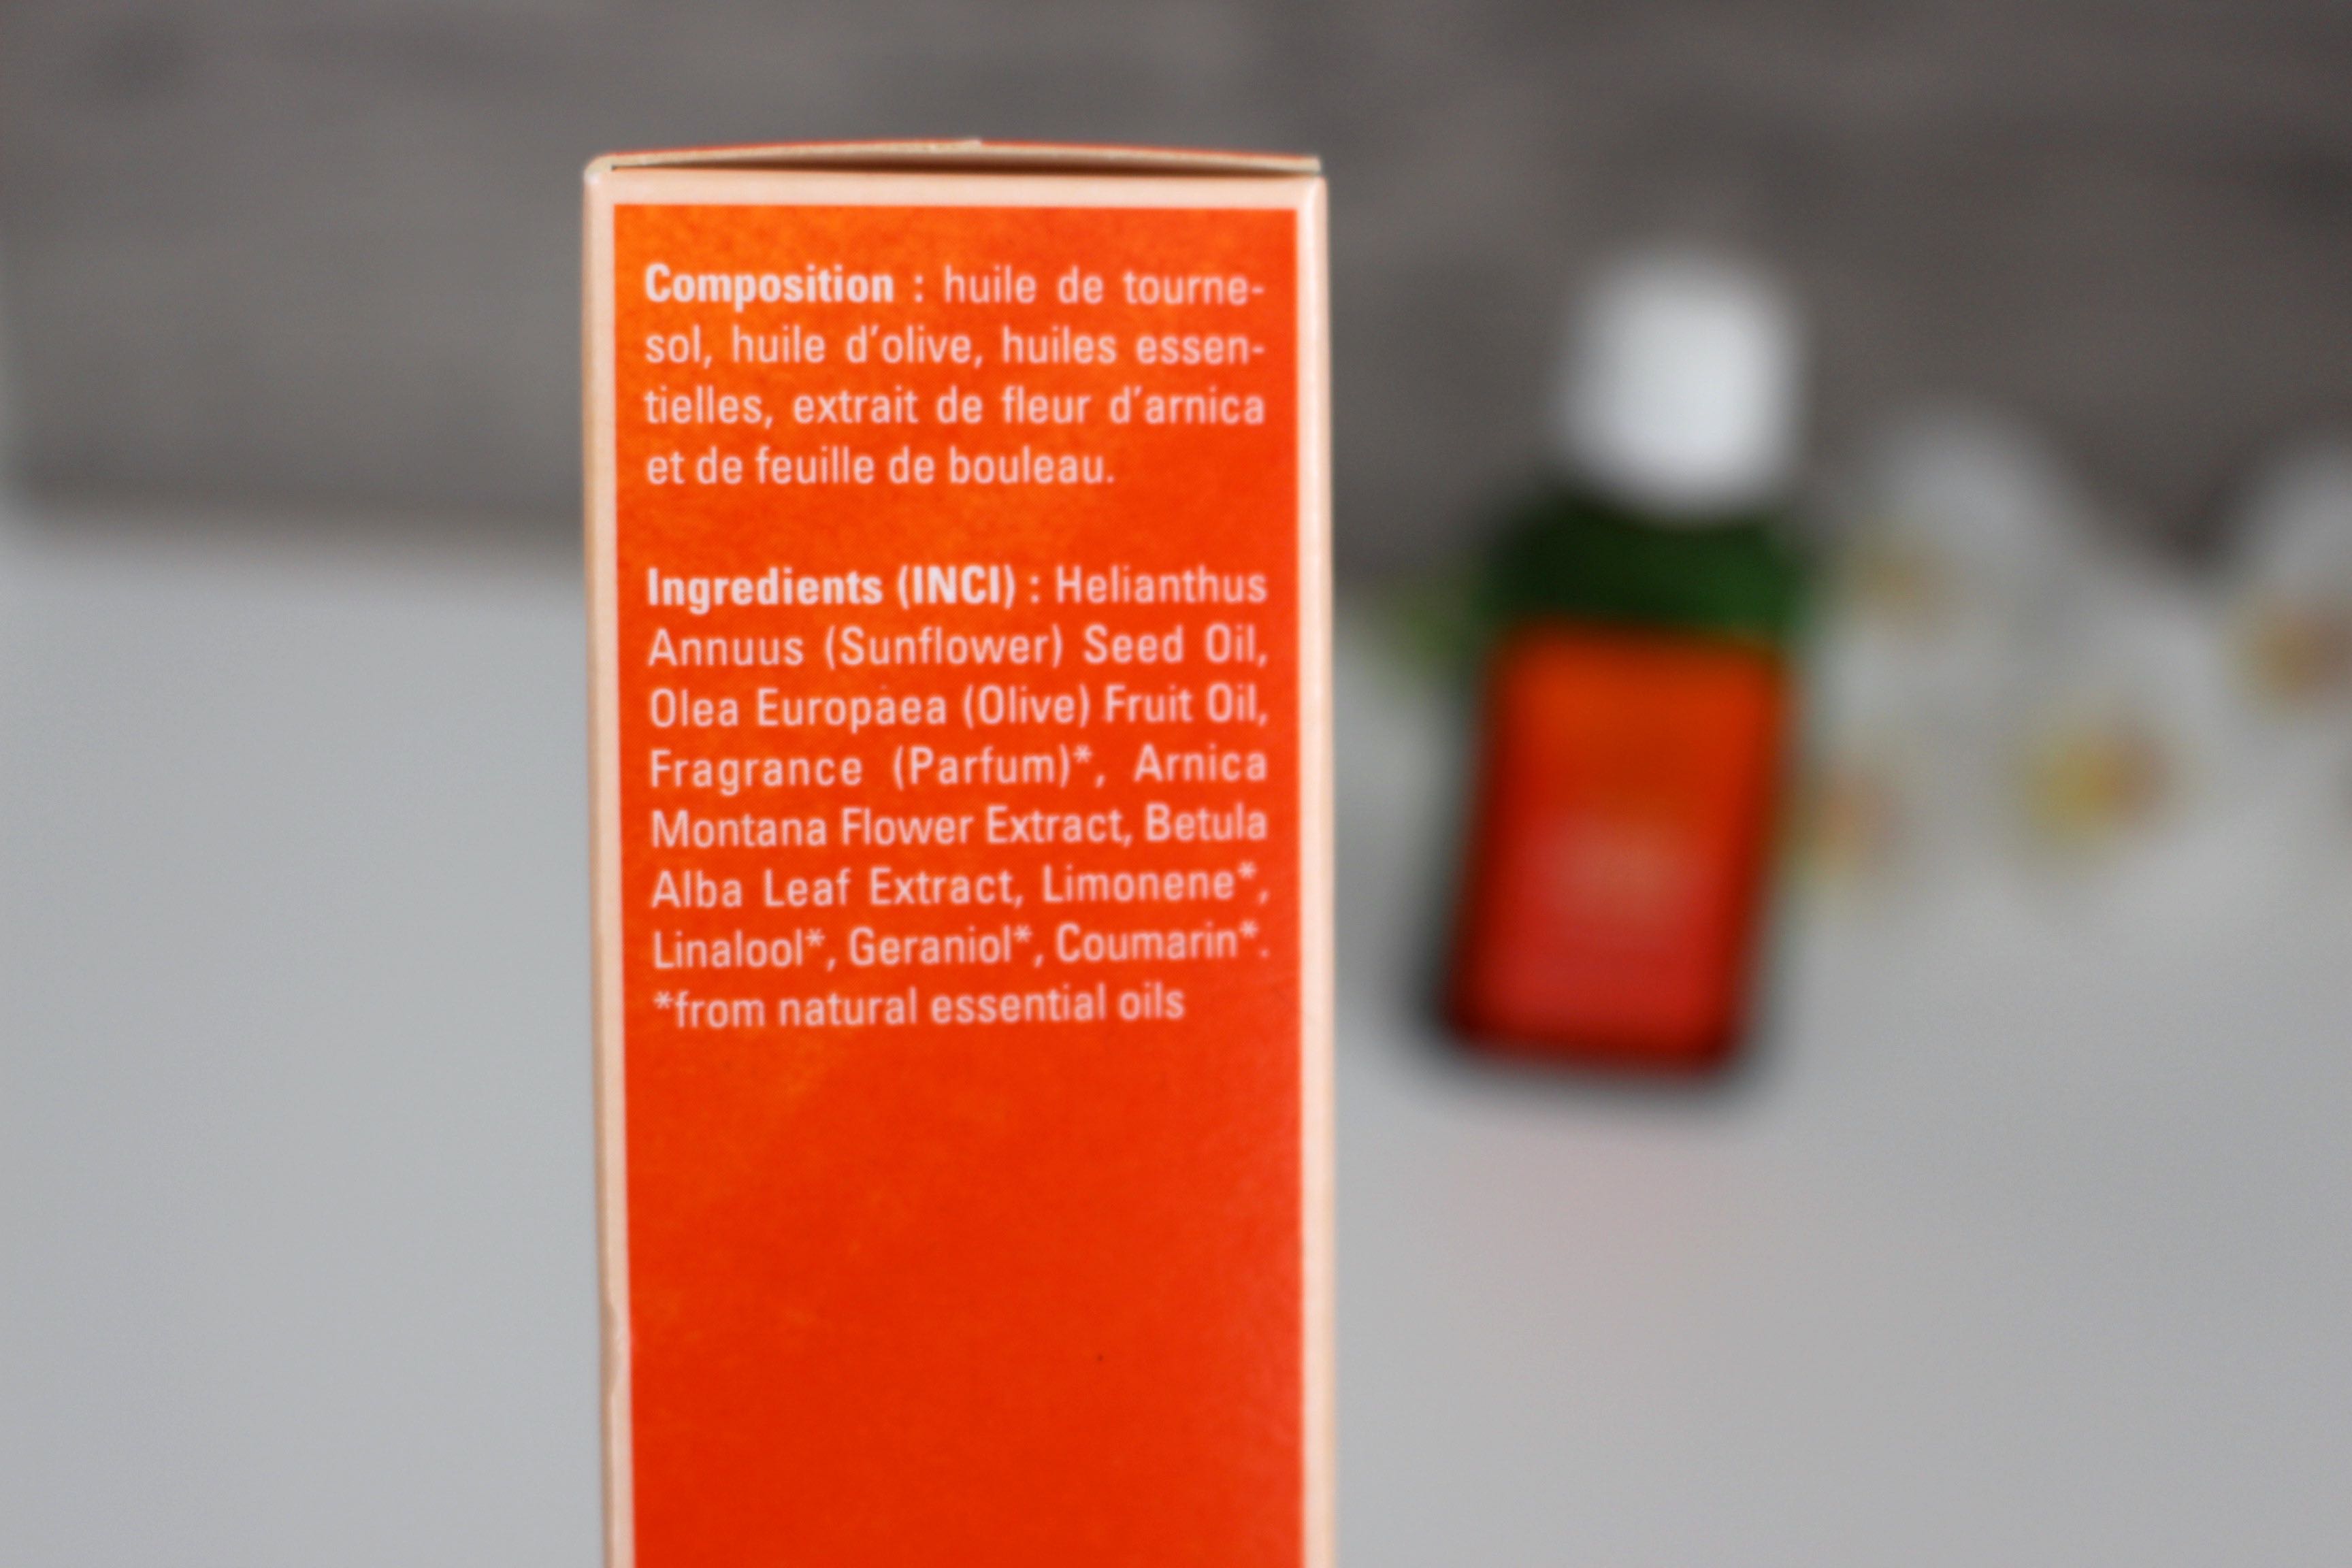 Composition : huile de tourne-
sol, huile d'olive, huiles essen-
tielles, extrait de fleur d'arnica
et de feuille de bouleau.
Ingredients (INCI) : Helianthus
Annuus (Sunflower) Seed Oil,
Olea Europaea (Olive) Fruit Oil,
Fragrance (Parfum)*, Arnica
Montana Flower Extract, Betula
Alba Leaf Extract, Limonene*,
Linalool*, Geraniol*, Coumarin*.
*from natural essential oils